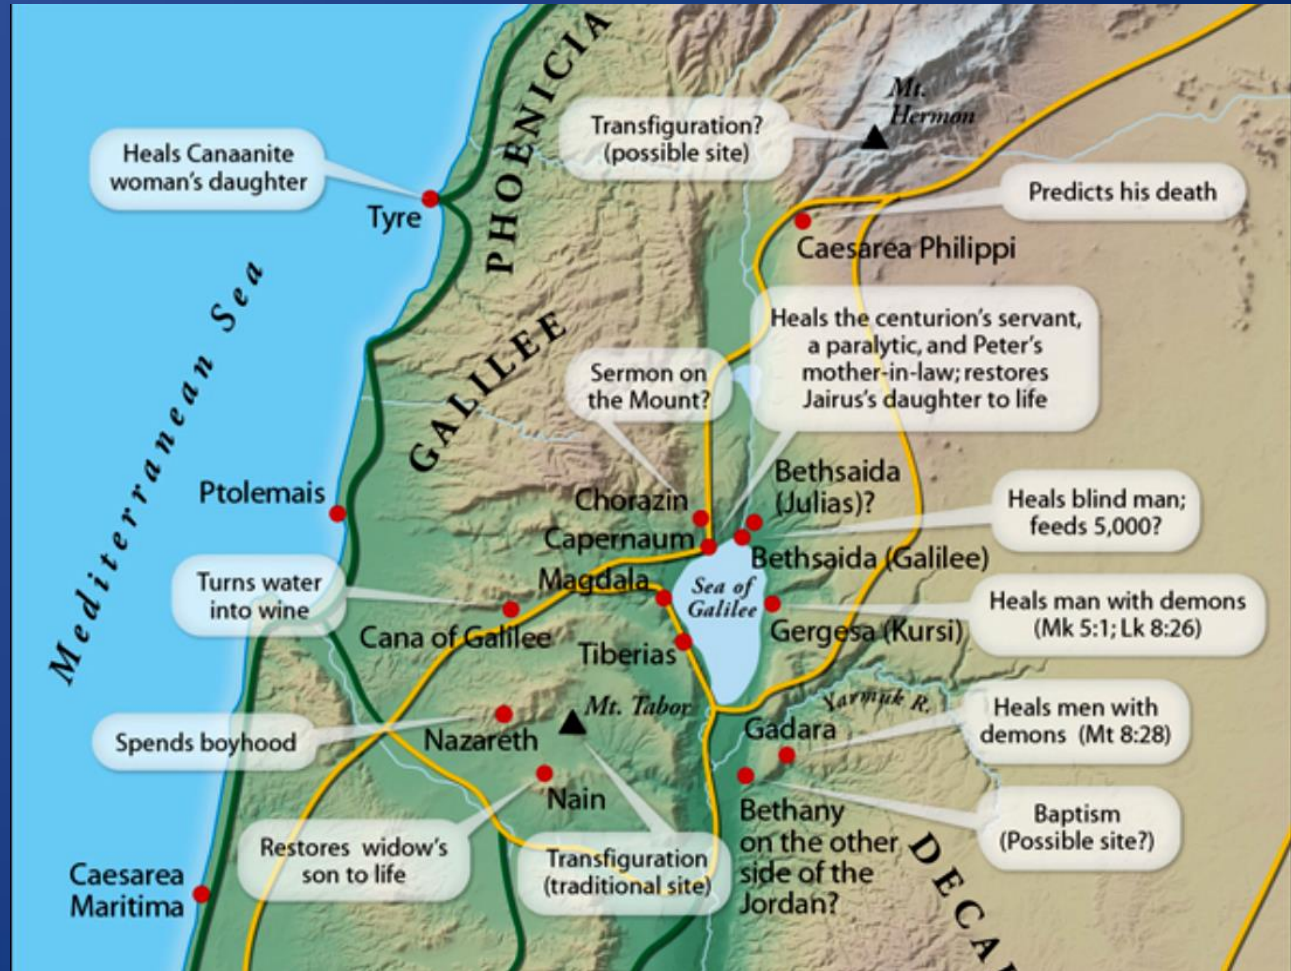 PHOENICIA
Mt.
Hermon
Transfiguration?
(possible site)
Heals Canaanite
woman's daughter
Tyre
Predicts his death
Caesarea Philippi
Mediterranean Sea
GALILEE
Heals the centurion's servant,
a paralytic, and Peter's
mother-in-law; restores
Jairus's daughter to life
Sermon on
the Mount?
Ptolemais
Chorazin
Capernaum
Bethsaida
(Julias)?
Bethsaida (Galilee)
Heals blind man;
feeds 5,000?
Turns water
into wine
Magdala
Sea of
Galilee
Cana of Galilee
Tiberias
Gergesa (Kursi)
Heals man with demons
(Mk 5:1; Lk 8:26)
Yarmuk R.
Mt. Tabor
Spends boyhood
Nazareth
Gadara
Heals men with
demons (Mt 8:28)
Nain
Bethany
on the other
side of the
Jordan?
Baptism
(Possible site?)
Restores widow's
son to life
Transfiguration
(traditional site)
Caesarea
Maritima
DECA